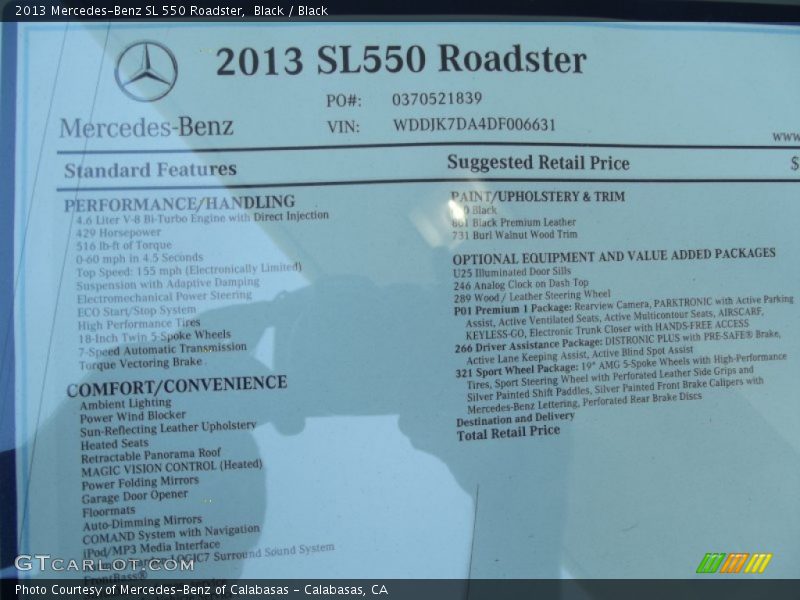 2013 Mercedes-Benz SL 550 Roadster, Black / Black
2013 SL550 Roadster
PO#: 0370521839
Mercedes-Benz
VIN: WDDJK7DA4DF006631
www
Standard Features
PERFORMANCE/HANDLING
4.6 Liter V-8 Bi-Turbo Engine with Direct Injection
429 Horsepower
516 lb-ft of Torque
0-60 mph in 4.5 Seconds
Top Speed: 155 mph (Electronically Limited)
Suspension with Adaptive Damping
Electromechanical Power Steering
ECO Start/Stop System
High Performance Tires
18-Inch Twin 5-Spoke Wheels
7-Speed Automatic Transmission
Torque Vectoring Brake
COMFORT/CONVENIENCE
Ambient Lighting
Power Wind Blocker
Sun-Reflecting Leather Upholstery
Heated Seats
Retractable Panorama Roof
MAGIC VISION CONTROL (Heated)
Power Folding Mirrors
Garage Door Opener
Floormats
Auto-Dimming Mirrors
COMAND System with Navigation
iPod/MP3 Media Interface
LOGIC7 Surround Sound System
FrontBass®
Suggested Retail Price
$
PAINT/UPHOLSTERY & TRIM
Black
801 Black Premium Leather
731 Burl Walnut Wood Trim
OPTIONAL EQUIPMENT AND VALUE ADDED PACKAGES
U25 Illuminated Door Sills
246 Analog Clock on Dash Top
289 Wood / Leather Steering Wheel
P01 Premium 1 Package: Rearview Camera, PARKTRONIC with Active Parking
Assist, Active Ventilated Seats, Active Multicontour Seats, AIRSCARF,
KEYLESS-GO, Electronic Trunk Closer with HANDS-FREE ACCESS
266 Driver Assistance Package: DISTRONIC PLUS with PRE-SAFE® Brake,
Active Lane Keeping Assist, Active Blind Spot Assist
321 Sport Wheel Package: 19" AMG 5-Spoke Wheels with High-Performance
Tires, Sport Steering Wheel with Perforated Leather Side Grips and
Silver Painted Shift Paddles, Silver Painted Front Brake Calipers with
Mercedes-Benz Lettering, Perforated Rear Brake Discs
Destination and Delivery
Total Retail Price
GTCarLot.com
Photo Courtesy of Mercedes-Benz of Calabasas - Calabasas, CA